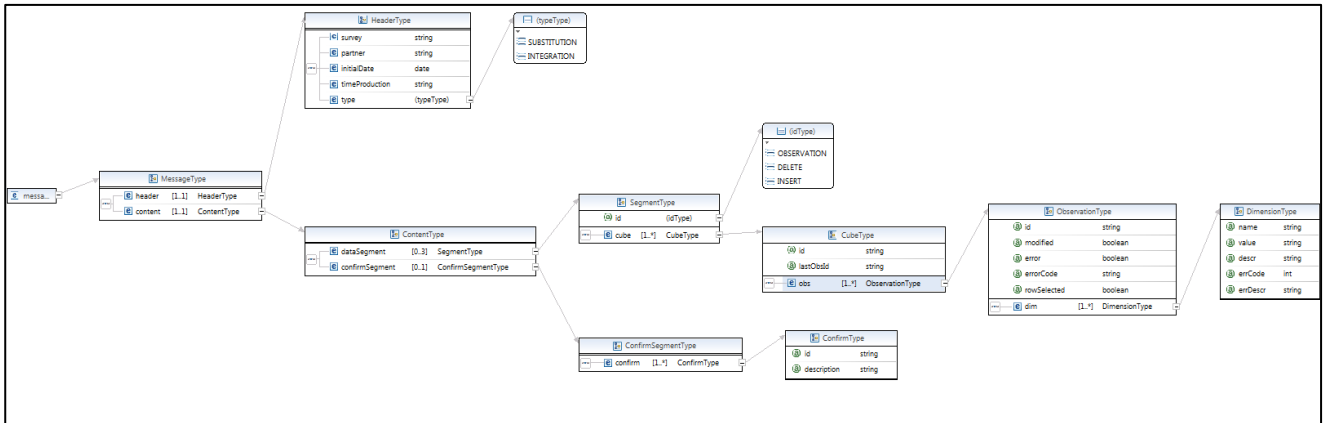 HeaderType
survey string
partner string
initialDate date
timeProduction string
type (typeType)
(typeType)
SUBSTITUTION
INTEGRATION
(idType)
OBSERVATION
DELETE
INSERT
messa...
MessageType
header [1..1] HeaderType
content [1..1] ContentType
ContentType
dataSegment [0..3] SegmentType
confirmSegment [0..1] ConfirmSegmentType
SegmentType
id (idType)
cube [1..*] CubeType
CubeType
id string
lastObsId string
obs [1..*] ObservationType
ObservationType
id string
modified boolean
error boolean
errorCode string
rowSelected boolean
dim [1..*] DimensionType
DimensionType
name string
value string
descr string
errCode int
errDescr string
ConfirmSegmentType
confirm [1..*] ConfirmType
ConfirmType
id string
description string